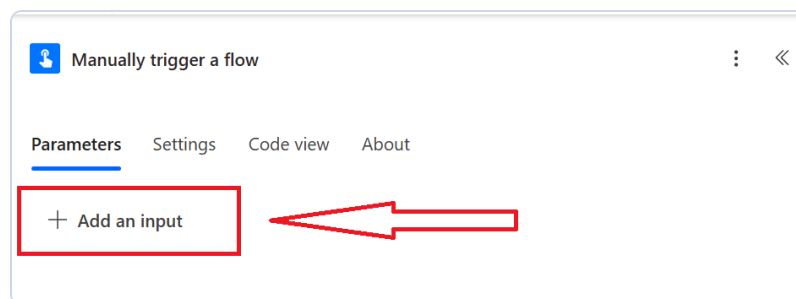 Manually trigger a flow
Parameters Settings Code view About
+ Add an input